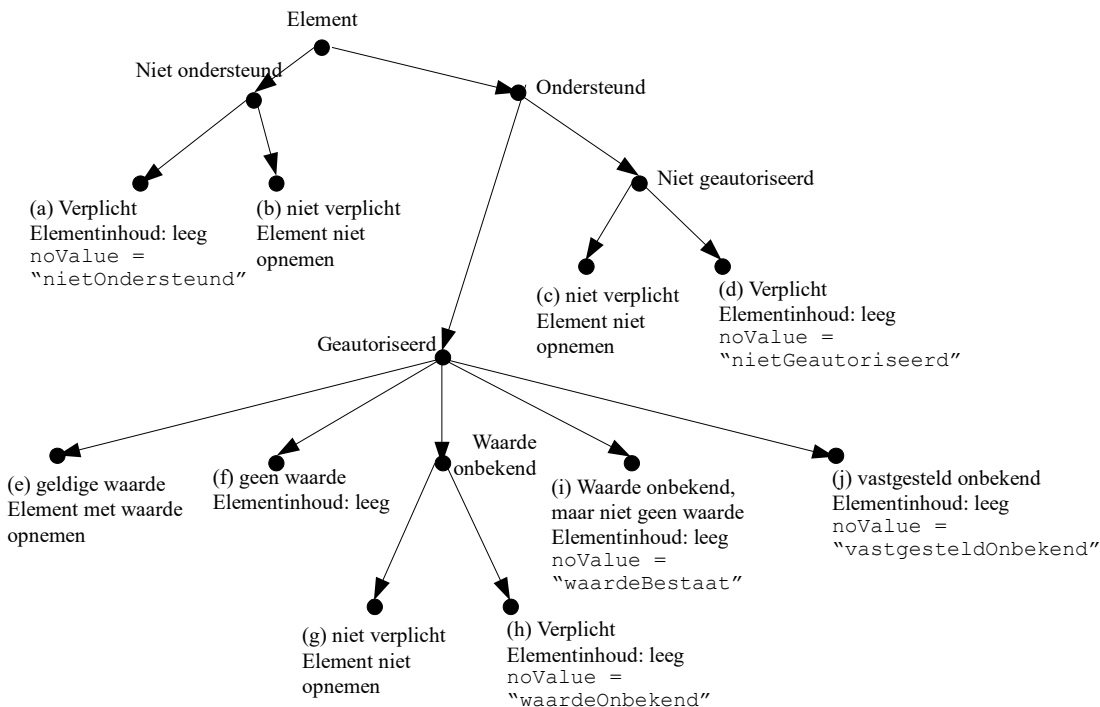 Element
Niet ondersteund
Ondersteund
Niet geautoriseerd
(a) Verplicht
Elementinhoud: leeg
noValue =
“nietOndersteund”
(b) niet verplicht
Element niet
opnemen
(c) niet verplicht
Element niet
opnemen
(d) Verplicht
Elementinhoud: leeg
noValue =
“nietGeautoriseerd”
Geautoriseerd
(e) geldige waarde
Element met waarde
opnemen
(f) geen waarde
Elementinhoud: leeg
Waarde
onbekend
(i) Waarde onbekend,
maar niet geen waarde
Elementinhoud: leeg
noValue =
“waardeBestaat”
(j) vastgesteld onbekend
Elementinhoud: leeg
noValue =
“vastgesteldOnbekend”
(g) niet verplicht
Element niet
opnemen
(h) Verplicht
Elementinhoud: leeg
noValue =
“waardeOnbekend”